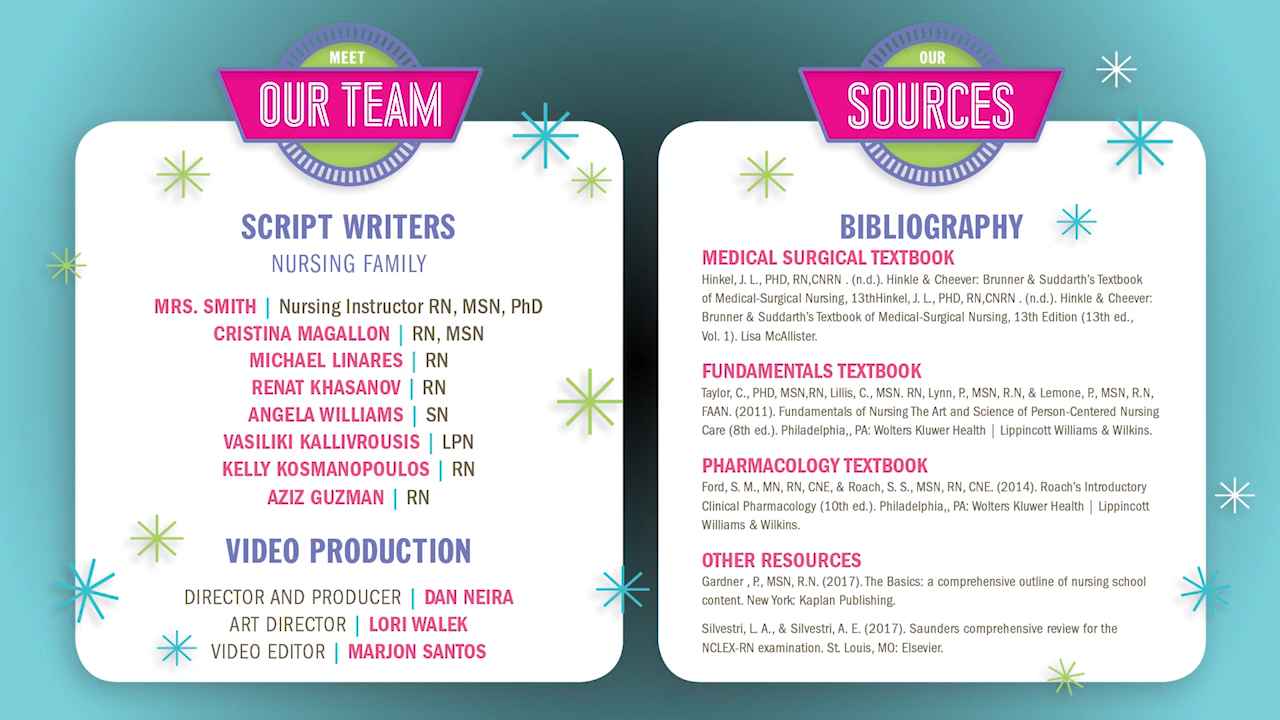 MEET
OUR TEAM
SCRIPT WRITERS
NURSING FAMILY
MRS. SMITH | Nursing Instructor RN, MSN, PhD
CRISTINA MAGALLON | RN, MSN
MICHAEL LINARES | RN
RENAT KHASANOV | RN
ANGELA WILLIAMS | SN
VASILIKI KALLIVROUSIS | LPN
KELLY KOSMANOPOULOS | RN
AZIZ GUZMAN | RN
VIDEO PRODUCTION
DIRECTOR AND PRODUCER | DAN NEIRA
ART DIRECTOR | LORI WALEK
VIDEO EDITOR | MARJON SANTOS
OUR
SOURCES
BIBLIOGRAPHY
MEDICAL SURGICAL TEXTBOOK
Hinkel, J. L., PHD, RN,CNRN . (n.d.). Hinkle & Cheever: Brunner & Suddarth's Textbook
of Medical-Surgical Nursing, 13thHinkel, J. L., PHD, RN,CNRN . (n.d.). Hinkle & Cheever:
Brunner & Suddarth's Textbook of Medical-Surgical Nursing, 13th Edition (13th ed.,
Vol. 1). Lisa McAllister.
FUNDAMENTALS TEXTBOOK
Taylor, C., PHD, MSN,RN, Lillis, C., MSN. RN, Lynn, P., MSN, R.N, & Lemone, P., MSN, R.N,
FAAN. (2011). Fundamentals of Nursing The Art and Science of Person-Centered Nursing
Care (8th ed.). Philadelphia,, PA: Wolters Kluwer Health | Lippincott Williams & Wilkins.
PHARMACOLOGY TEXTBOOK
Ford, S. M., MN, RN, CNE, & Roach, S. S., MSN, RN, CNE. (2014). Roach's Introductory
Clinical Pharmacology (10th ed.). Philadelphia,, PA: Wolters Kluwer Health | Lippincott
Williams & Wilkins.
OTHER RESOURCES
Gardner , P., MSN, R.N. (2017). The Basics: a comprehensive outline of nursing school
content. New York: Kaplan Publishing.
Silvestri, L. A., & Silvestri, A. E. (2017). Saunders comprehensive review for the
NCLEX-RN examination. St. Louis, MO: Elsevier.